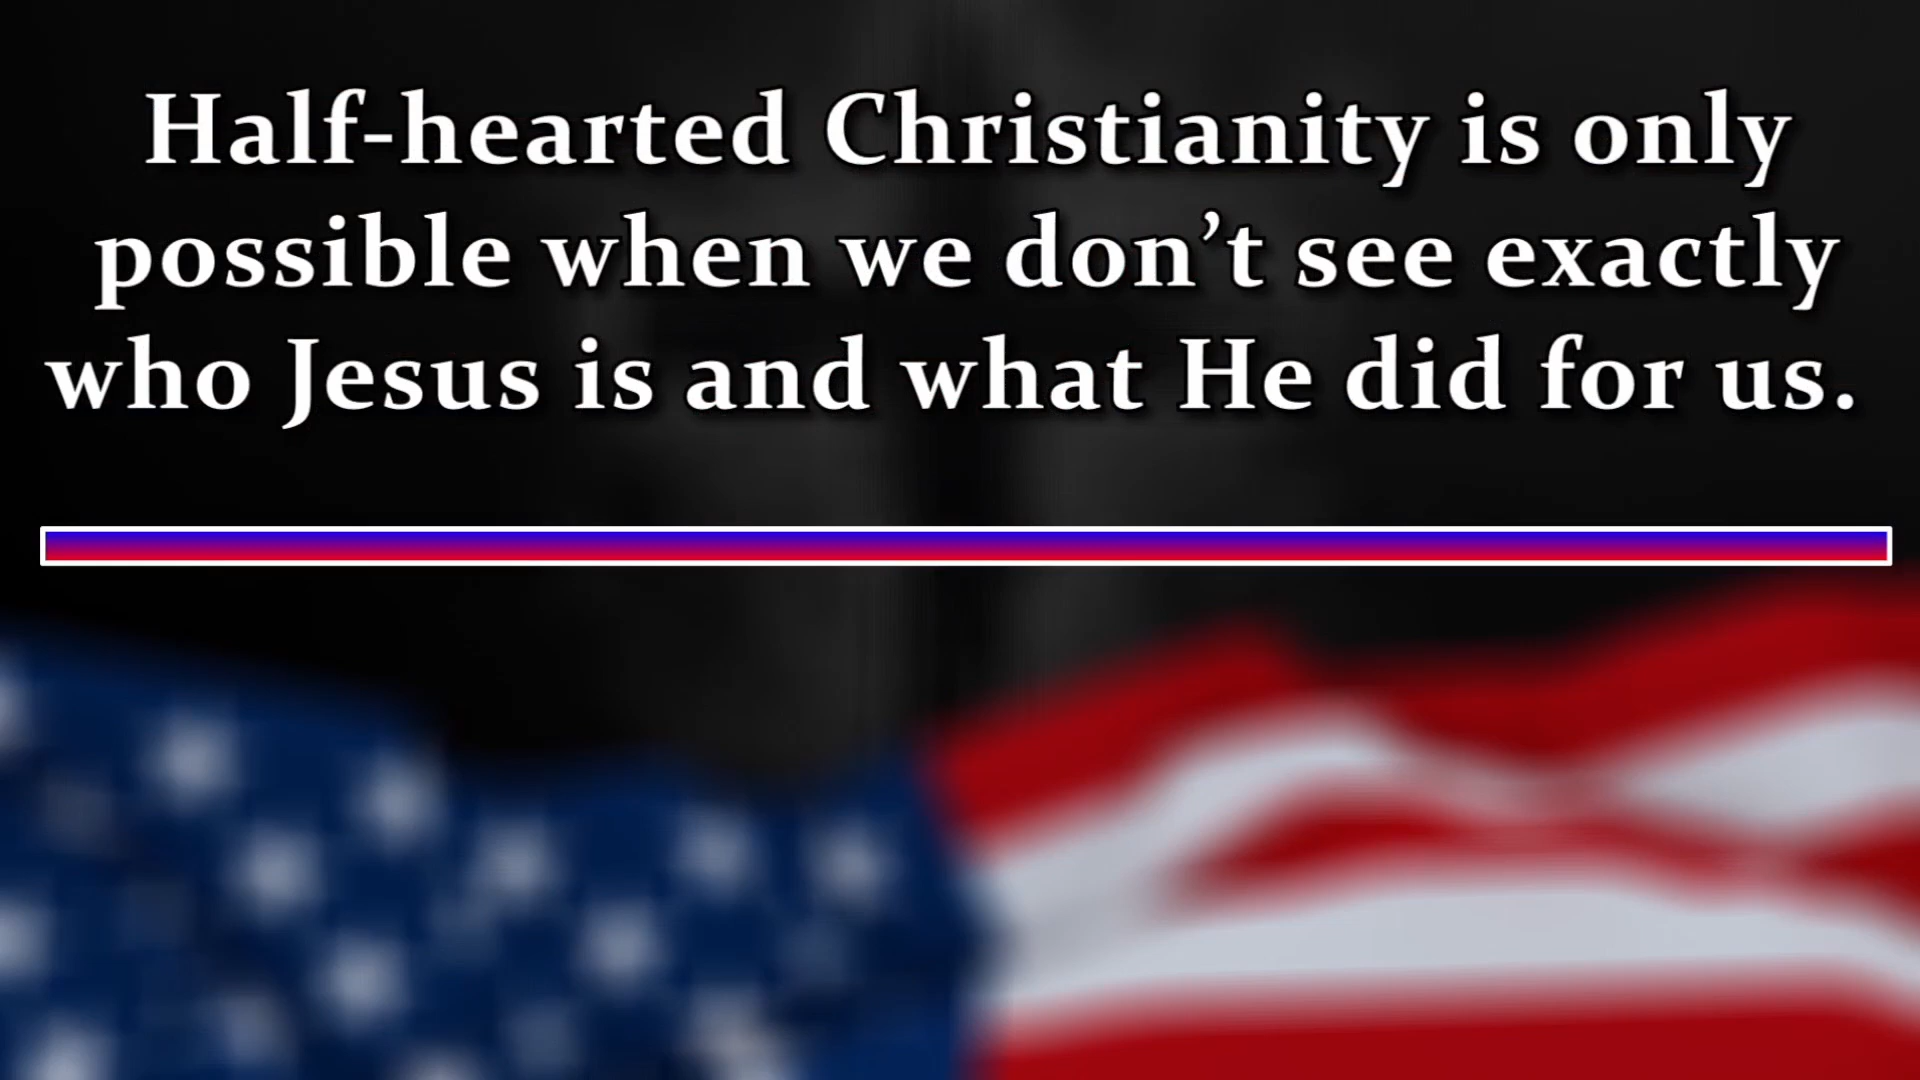 Half-hearted Christianity is only
possible when we don’t see exactly
who Jesus is and what He did for us.